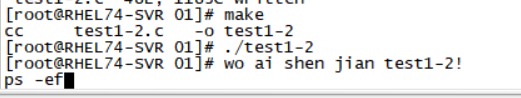 [root@RHEL74-SVR 01]# make
cc     test1-2.c   -o test1-2
[root@RHEL74-SVR 01]# ./test1-2
[root@RHEL74-SVR 01]# wo ai shen jian test1-2!
ps -ef